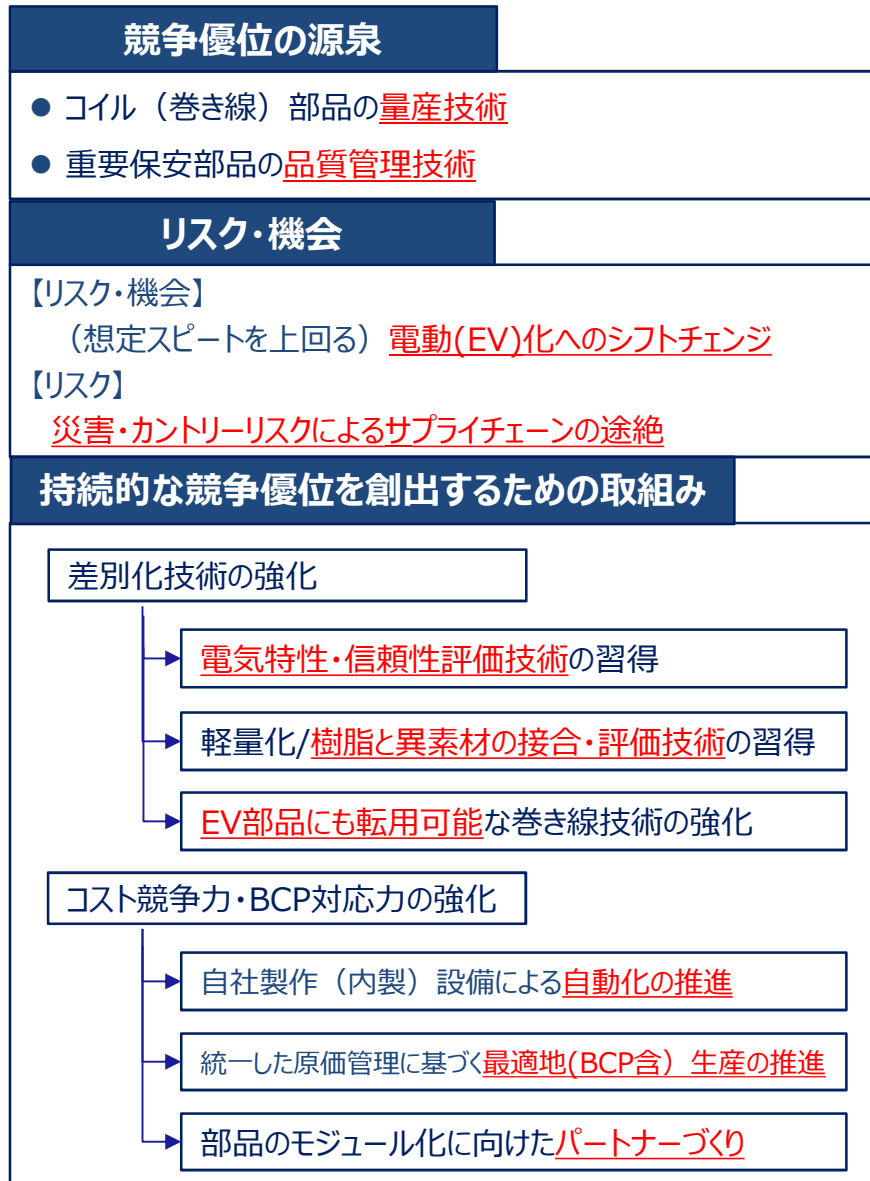 競争優位の源泉
● コイル（巻き線）部品の量産技術
● 重要保安部品の品質管理技術
リスク・機会
【リスク・機会】
（想定スピートを上回る）電動(EV)化へのシフトチェンジ
【リスク】
災害・カントリーリスクによるサプライチェーンの途絶
持続的な競争優位を創出するための取組み
差別化技術の強化
電気特性・信頼性評価技術の習得
軽量化/樹脂と異素材の接合・評価技術の習得
EV部品にも転用可能な巻き線技術の強化
コスト競争力・BCP対応力の強化
自社製作（内製）設備による自動化の推進
統一した原価管理に基づく最適地(BCP含）生産の推進
部品のモジュール化に向けたパートナーづくり